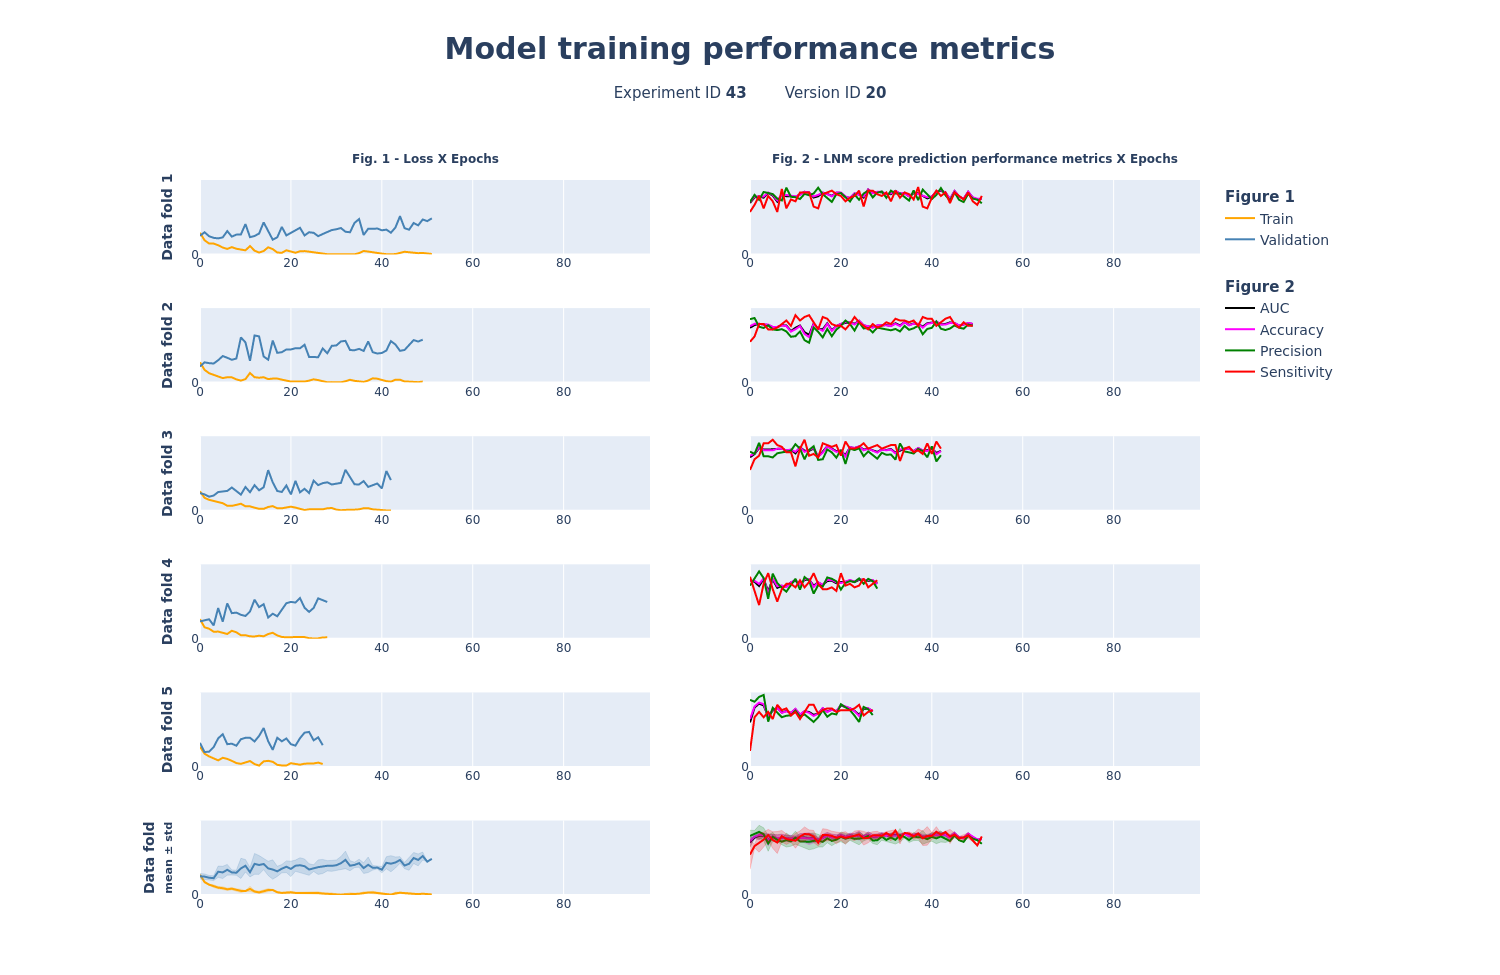 Model training performance metrics
Experiment ID 43 Version ID 20
Fig. 1 - Loss X Epochs
Fig. 2 - LNM score prediction performance metrics X Epochs
Data fold 1
0
0 20 40 60 80
0
0 20 40 60 80
Figure 1
Train
Validation
Figure 2
AUC
Accuracy
Precision
Sensitivity
Data fold 2
0
0 20 40 60 80
0
0 20 40 60 80
Data fold 3
0
0 20 40 60 80
0
0 20 40 60 80
Data fold 4
0
0 20 40 60 80
0
0 20 40 60 80
Data fold 5
0
0 20 40 60 80
0
0 20 40 60 80
Data fold
mean ± std
0
0 20 40 60 80
0
0 20 40 60 80